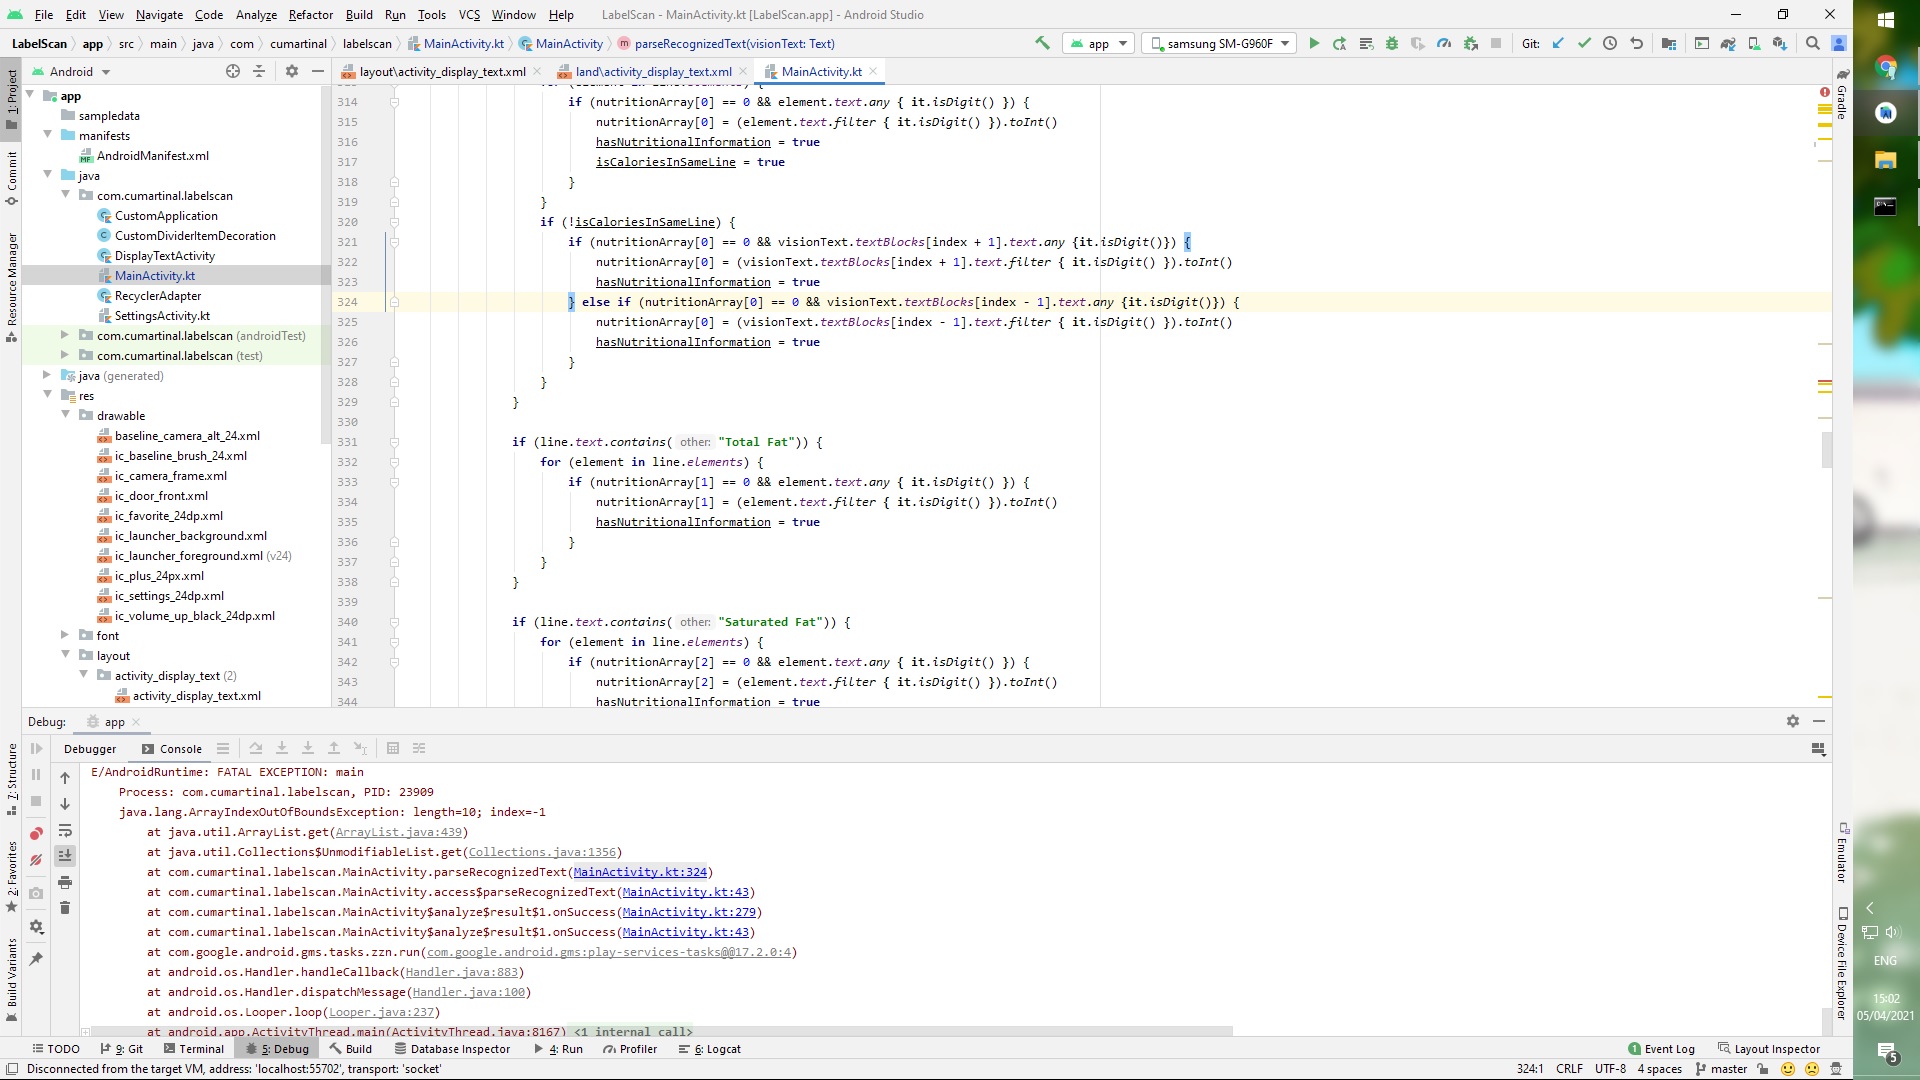 File Edit View Navigate Code Analyze Refactor Build Run Tools VCS Window Help LabelScan - MainActivity.kt [LabelScan.app] - Android Studio
LabelScan app src main java com cumartinal labelscan MainActivity.kt MainActivity parseRecognizedText(visionText: Text) app samsung SM-G960F Git:
Android layout\activity_display_text.xml land\activity_display_text.xml MainActivity.kt
1: Project
Commit
Resource Manager
7: Structure
2: Favorites
Build Variants
app
sampledata
manifests
AndroidManifest.xml
java
com.cumartinal.labelscan
CustomApplication
CustomDividerItemDecoration
DisplayTextActivity
MainActivity.kt
RecyclerAdapter
SettingsActivity.kt
com.cumartinal.labelscan (androidTest)
com.cumartinal.labelscan (test)
java (generated)
res
drawable
baseline_camera_alt_24.xml
ic_baseline_brush_24.xml
ic_camera_frame.xml
ic_door_front.xml
ic_favorite_24dp.xml
ic_launcher_background.xml
ic_launcher_foreground.xml (v24)
ic_plus_24px.xml
ic_settings_24dp.xml
ic_volume_up_black_24dp.xml
font
layout
activity_display_text (2)
activity_display_text.xml
314 if (nutritionArray[0] == 0 && element.text.any { it.isDigit() }) {
315 nutritionArray[0] = (element.text.filter { it.isDigit() }).toInt()
316 hasNutritionalInformation = true
317 isCaloriesInSameLine = true
318 }
319 }
320 if (!isCaloriesInSameLine) {
321 if (nutritionArray[0] == 0 && visionText.textBlocks[index + 1].text.any {it.isDigit()}) {
322 nutritionArray[0] = (visionText.textBlocks[index + 1].text.filter { it.isDigit() }).toInt()
323 hasNutritionalInformation = true
324 } else if (nutritionArray[0] == 0 && visionText.textBlocks[index - 1].text.any {it.isDigit()}) {
325 nutritionArray[0] = (visionText.textBlocks[index - 1].text.filter { it.isDigit() }).toInt()
326 hasNutritionalInformation = true
327 }
328 }
329 }
330
331 if (line.text.contains( other: "Total Fat")) {
332 for (element in line.elements) {
333 if (nutritionArray[1] == 0 && element.text.any { it.isDigit() }) {
334 nutritionArray[1] = (element.text.filter { it.isDigit() }).toInt()
335 hasNutritionalInformation = true
336 }
337 }
338 }
339
340 if (line.text.contains( other: "Saturated Fat")) {
341 for (element in line.elements) {
342 if (nutritionArray[2] == 0 && element.text.any { it.isDigit() }) {
343 nutritionArray[2] = (element.text.filter { it.isDigit() }).toInt()
344 hasNutritionalInformation = true
Gradle
Emulator
Device File Explorer
Debug: app
Debugger Console
E/AndroidRuntime: FATAL EXCEPTION: main
Process: com.cumartinal.labelscan, PID: 23909
java.lang.ArrayIndexOutOfBoundsException: length=10; index=-1
at java.util.ArrayList.get(ArrayList.java:439)
at java.util.Collections$UnmodifiableList.get(Collections.java:1356)
at com.cumartinal.labelscan.MainActivity.parseRecognizedText(MainActivity.kt:324)
at com.cumartinal.labelscan.MainActivity.access$parseRecognizedText(MainActivity.kt:43)
at com.cumartinal.labelscan.MainActivity$analyze$result$1.onSuccess(MainActivity.kt:279)
at com.cumartinal.labelscan.MainActivity$analyze$result$1.onSuccess(MainActivity.kt:43)
at com.google.android.gms.tasks.zzn.run(com.google.android.gms:play-services-tasks@@17.2.0:4)
at android.os.Handler.handleCallback(Handler.java:883)
at android.os.Handler.dispatchMessage(Handler.java:100)
at android.os.Looper.loop(Looper.java:237)
at android.app.ActivityThread.main(ActivityThread.java:8167) <1 internal call>
TODO 9: Git Terminal 5: Debug Build Database Inspector 4: Run Profiler 6: Logcat 1 Event Log Layout Inspector
Disconnected from the target VM, address: 'localhost:55702', transport: 'socket' 324:1 CRLF UTF-8 4 spaces master
ENG
15:02
05/04/2021
5